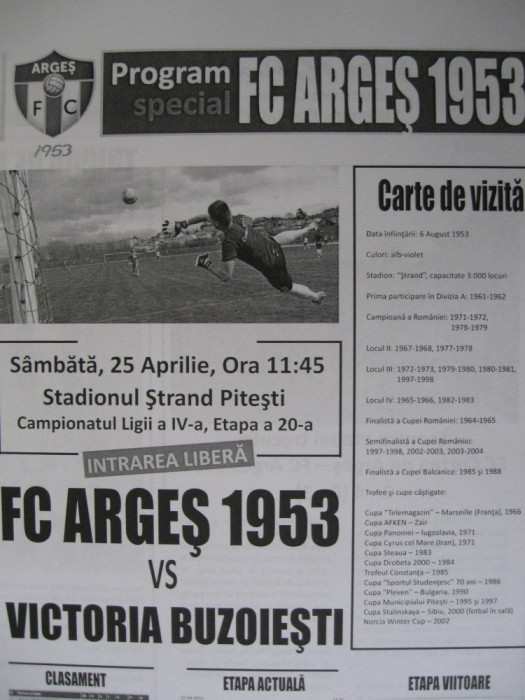 ARGEŞ
F C
1953
Program
special
FC ARGEŞ 1953
Sâmbătă, 25 Aprilie, Ora 11:45
Stadionul Ştrand Piteşti
Campionatul Ligii a IV-a, Etapa a 20-a
INTRAREA LIBERĂ
FC ARGEŞ 1953
VS
VICTORIA BUZOIEŞTI
Carte de vizită
Data înfiinţării: 6 August 1953
Culori: alb-violet
Stadion: "Ştrand", capacitate 3.000 locuri
Prima participare în Divizia A: 1961-1962
Campioană a României: 1971-1972,
1978-1979
Locul II: 1967-1968, 1977-1978
Locul III: 1972-1973, 1979-1980, 1980-1981,
1997-1998
Locul IV: 1965-1966, 1982-1983
Finalistă a Cupei României: 1964-1965
Semifinalistă a Cupei României:
1997-1998, 2002-2003, 2003-2004
Finalistă a Cupei Balcanice: 1985 şi 1988
Trofee şi cupe câştigate:
Cupa "Telemagazin" – Marseille (Franţa), 1966
Cupa AFKEN – Zair
Cupa Panoniei – Iugoslavia, 1971
Cupa Cyrus cel Mare (Iran), 1971
Cupa Steaua – 1983
Cupa Drobeta 2000 – 1984
Trofeul Constanţa – 1985
Cupa "Sportul Studenţesc" 70 ani – 1986
Cupa "Pleven" – Bulgaria, 1990
Cupa Municipiului Piteşti – 1995 şi 1997
Cupa Stalinskaya – Sibiu, 2000 (fotbal în sală)
Norcia Winter Cup – 2002
CLASAMENT
ETAPA ACTUALĂ
ETAPA VIITOARE